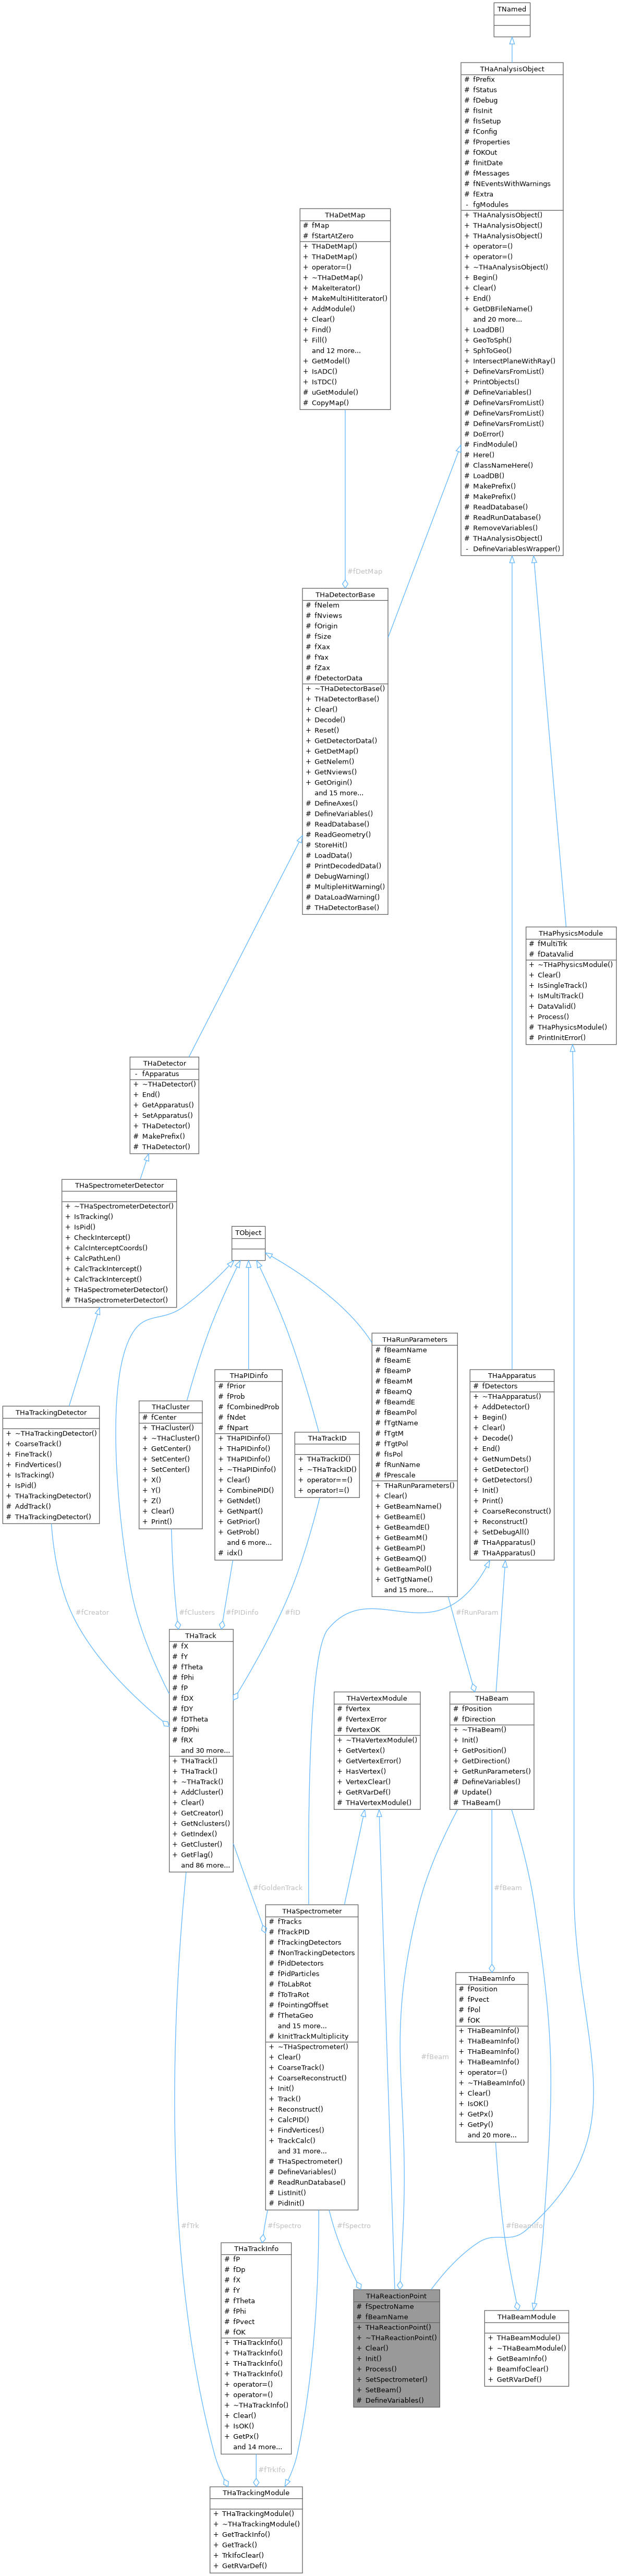 TNamed
THaAnalysisObject
# fPrefix
# fStatus
# fDebug
# fIsInit
# fIsSetup
# fConfig
# fProperties
# fOKOut
# fInitDate
# fMessages
# fNEventsWithWarnings
# fExtra
- fgModules
+ THaAnalysisObject()
+ THaAnalysisObject()
+ THaAnalysisObject()
+ operator=()
+ operator=()
+ ~THaAnalysisObject()
+ Begin()
+ Clear()
+ End()
+ GetDBFileName()
and 20 more...
+ LoadDB()
+ GeoToSph()
+ SphToGeo()
+ IntersectPlaneWithRay()
+ DefineVarsFromList()
+ PrintObjects()
# DefineVariables()
# DefineVarsFromList()
# DefineVarsFromList()
# DefineVarsFromList()
# DoError()
# FindModule()
# Here()
# ClassNameHere()
# LoadDB()
# MakePrefix()
# MakePrefix()
# ReadDatabase()
# ReadRunDatabase()
# RemoveVariables()
# THaAnalysisObject()
- DefineVariablesWrapper()
THaDetMap
# fMap
# fStartAtZero
+ THaDetMap()
+ THaDetMap()
+ operator=()
+ ~THaDetMap()
+ MakeIterator()
+ MakeMultiHitIterator()
+ AddModule()
+ Clear()
+ Find()
+ Fill()
and 12 more...
+ GetModel()
+ IsADC()
+ IsTDC()
# uGetModule()
# CopyMap()
#fDetMap
THaDetectorBase
# fNelem
# fNviews
# fOrigin
# fSize
# fXax
# fYax
# fZax
# fDetectorData
+ ~THaDetectorBase()
+ THaDetectorBase()
+ Clear()
+ Decode()
+ Reset()
+ GetDetectorData()
+ GetDetMap()
+ GetNelem()
+ GetNviews()
+ GetOrigin()
and 15 more...
# DefineAxes()
# DefineVariables()
# ReadDatabase()
# ReadGeometry()
# StoreHit()
# LoadData()
# PrintDecodedData()
# DebugWarning()
# MultipleHitWarning()
# DataLoadWarning()
# THaDetectorBase()
THaPhysicsModule
# fMultiTrk
# fDataValid
+ ~THaPhysicsModule()
+ Clear()
+ IsSingleTrack()
+ IsMultiTrack()
+ DataValid()
+ Process()
# THaPhysicsModule()
# PrintInitError()
THaDetector
- fApparatus
+ ~THaDetector()
+ End()
+ GetApparatus()
+ SetApparatus()
+ THaDetector()
# MakePrefix()
# THaDetector()
THaSpectrometerDetector
+ ~THaSpectrometerDetector()
+ IsTracking()
+ IsPid()
+ CheckIntercept()
+ CalcInterceptCoords()
+ CalcPathLen()
+ CalcTrackIntercept()
+ CalcTrackIntercept()
+ THaSpectrometerDetector()
# THaSpectrometerDetector()
TObject
THaRunParameters
# fBeamName
# fBeamE
# fBeamP
# fBeamM
# fBeamQ
# fBeamdE
# fBeamPol
# fTgtName
# fTgtM
# fTgtPol
# fIsPol
# fRunName
# fPrescale
+ THaRunParameters()
+ Clear()
+ GetBeamName()
+ GetBeamE()
+ GetBeamdE()
+ GetBeamM()
+ GetBeamP()
+ GetBeamQ()
+ GetBeamPol()
+ GetTgtName()
and 15 more...
THaApparatus
# fDetectors
+ ~THaApparatus()
+ AddDetector()
+ Begin()
+ Clear()
+ Decode()
+ End()
+ GetNumDets()
+ GetDetector()
+ GetDetectors()
+ Init()
+ Print()
+ CoarseReconstruct()
+ Reconstruct()
+ SetDebugAll()
# THaApparatus()
# THaApparatus()
THaTrackingDetector
+ ~THaTrackingDetector()
+ CoarseTrack()
+ FineTrack()
+ FindVertices()
+ IsTracking()
+ IsPid()
+ THaTrackingDetector()
# AddTrack()
# THaTrackingDetector()
THaCluster
# fCenter
+ THaCluster()
+ ~THaCluster()
+ GetCenter()
+ SetCenter()
+ SetCenter()
+ X()
+ Y()
+ Z()
+ Clear()
+ Print()
THaPIDinfo
# fPrior
# fProb
# fCombinedProb
# fNdet
# fNpart
+ THaPIDinfo()
+ THaPIDinfo()
+ THaPIDinfo()
+ ~THaPIDinfo()
+ Clear()
+ CombinePID()
+ GetNdet()
+ GetNpart()
+ GetPrior()
+ GetProb()
and 6 more...
# idx()
THaTrackID
+ THaTrackID()
+ ~THaTrackID()
+ operator==()
+ operator!=()
#fCreator
#fClusters
#fPIDinfo
#fID
#fRunParam
THaTrack
# fX
# fY
# fTheta
# fPhi
# fP
# fDX
# fDY
# fDTheta
# fDPhi
# fRX
and 30 more...
+ THaTrack()
+ THaTrack()
+ ~THaTrack()
+ AddCluster()
+ Clear()
+ GetCreator()
+ GetNclusters()
+ GetIndex()
+ GetCluster()
+ GetFlag()
and 86 more...
THaVertexModule
# fVertex
# fVertexError
# fVertexOK
+ ~THaVertexModule()
+ GetVertex()
+ GetVertexError()
+ HasVertex()
+ VertexClear()
+ GetRVarDef()
# THaVertexModule()
THaBeam
# fPosition
# fDirection
+ ~THaBeam()
+ Init()
+ GetPosition()
+ GetDirection()
+ GetRunParameters()
# DefineVariables()
# Update()
# THaBeam()
#fGoldenTrack
#fBeam
THaSpectrometer
# fTracks
# fTrackPID
# fTrackingDetectors
# fNonTrackingDetectors
# fPidDetectors
# fPidParticles
# fToLabRot
# fToTraRot
# fPointingOffset
# fThetaGeo
and 15 more...
# kInitTrackMultiplicity
+ ~THaSpectrometer()
+ Clear()
+ CoarseTrack()
+ CoarseReconstruct()
+ Init()
+ Track()
+ Reconstruct()
+ CalcPID()
+ FindVertices()
+ TrackCalc()
and 31 more...
# THaSpectrometer()
# DefineVariables()
# ReadRunDatabase()
# ListInit()
# PidInit()
#fBeam
THaBeamInfo
# fPosition
# fPvect
# fPol
# fOK
+ THaBeamInfo()
+ THaBeamInfo()
+ THaBeamInfo()
+ THaBeamInfo()
+ operator=()
+ ~THaBeamInfo()
+ Clear()
+ IsOK()
+ GetPx()
+ GetPy()
and 20 more...
#fTrk
#fSpectro
#fSpectro
#fBeamIfo
THaTrackInfo
# fP
# fDp
# fX
# fY
# fTheta
# fPhi
# fPvect
# fOK
+ THaTrackInfo()
+ THaTrackInfo()
+ THaTrackInfo()
+ THaTrackInfo()
+ operator=()
+ operator=()
+ ~THaTrackInfo()
+ Clear()
+ IsOK()
+ GetPx()
and 14 more...
THaReactionPoint
# fSpectroName
# fBeamName
+ THaReactionPoint()
+ ~THaReactionPoint()
+ Clear()
+ Init()
+ Process()
+ SetSpectrometer()
+ SetBeam()
# DefineVariables()
THaBeamModule
+ THaBeamModule()
+ ~THaBeamModule()
+ GetBeamInfo()
+ BeamIfoClear()
+ GetRVarDef()
#fTrkIfo
THaTrackingModule
+ THaTrackingModule()
+ ~THaTrackingModule()
+ GetTrackInfo()
+ GetTrack()
+ TrkIfoClear()
+ GetRVarDef()